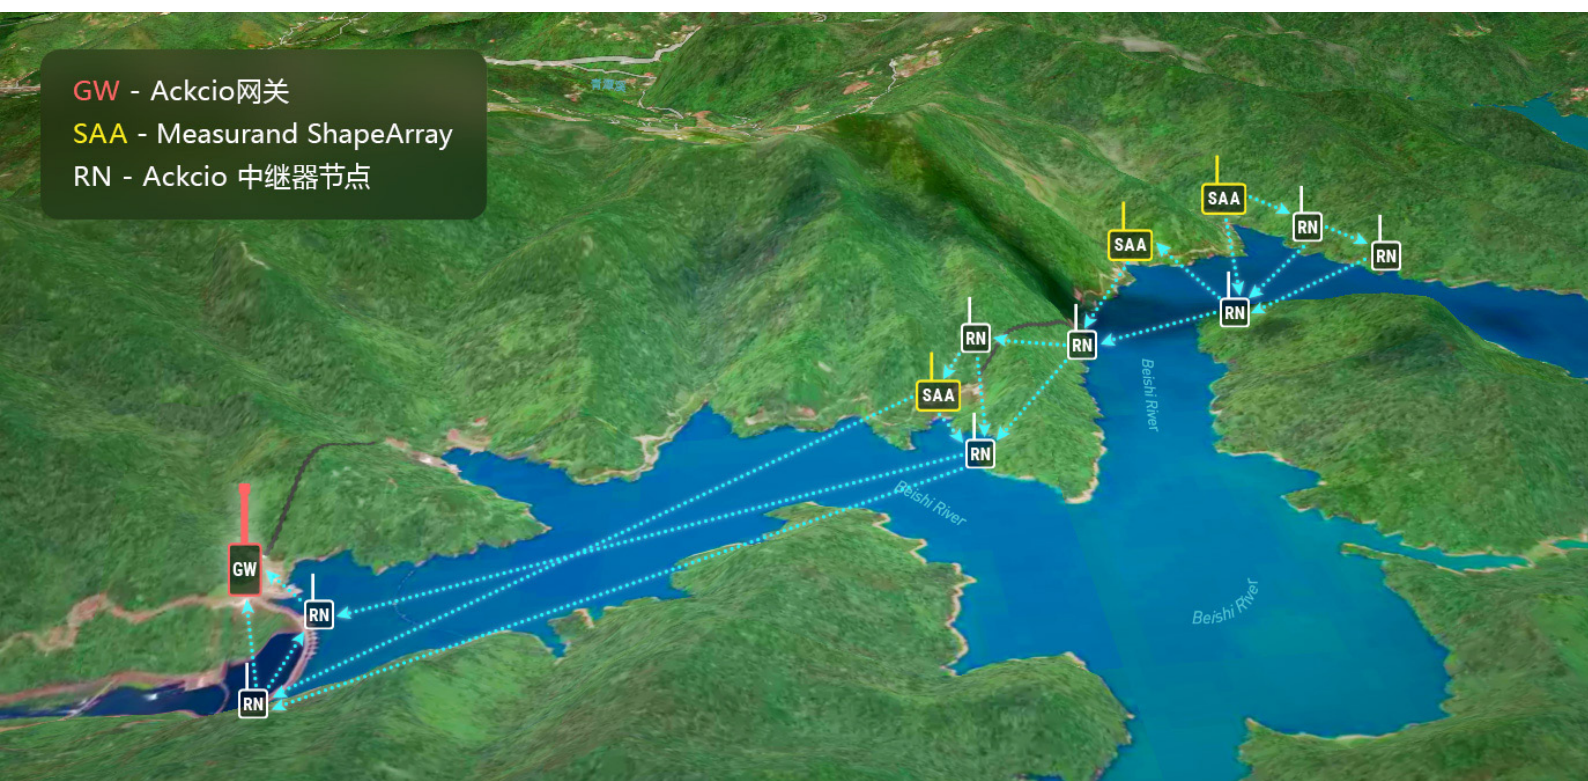 GW - Ackcio网关
SAA - Measurand ShapeArray
RN - Ackcio 中继器节点
SAA
RN
SAA
RN
RN
RN
RN
SAA
RN
Beishi River
Beishi River
GW
RN
Beishi River
RN